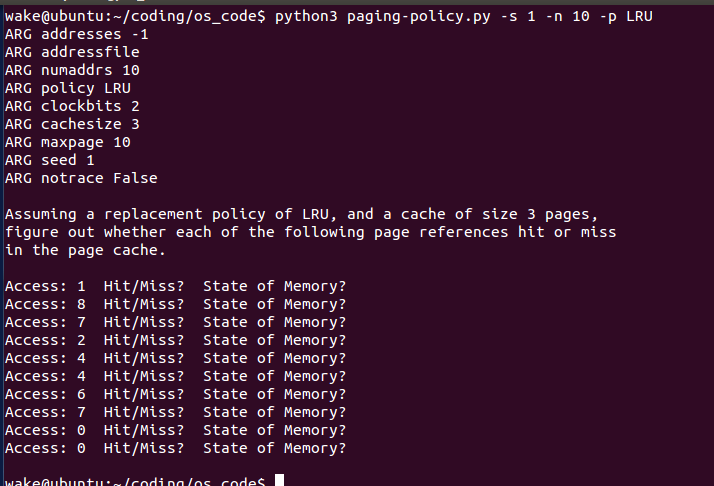 wake@ubuntu:~/coding/os_code$ python3 paging-policy.py -s 1 -n 10 -p LRU
ARG addresses -1
ARG addressfile
ARG numaddrs 10
ARG policy LRU
ARG clockbits 2
ARG cachesize 3
ARG maxpage 10
ARG seed 1
ARG notrace False
Assuming a replacement policy of LRU, and a cache of size 3 pages,
figure out whether each of the following page references hit or miss
in the page cache.
Access: 1 Hit/Miss? State of Memory?
Access: 8 Hit/Miss? State of Memory?
Access: 7 Hit/Miss? State of Memory?
Access: 2 Hit/Miss? State of Memory?
Access: 4 Hit/Miss? State of Memory?
Access: 4 Hit/Miss? State of Memory?
Access: 6 Hit/Miss? State of Memory?
Access: 7 Hit/Miss? State of Memory?
Access: 0 Hit/Miss? State of Memory?
Access: 0 Hit/Miss? State of Memory?
wake@ubuntu:~/coding/os_code$